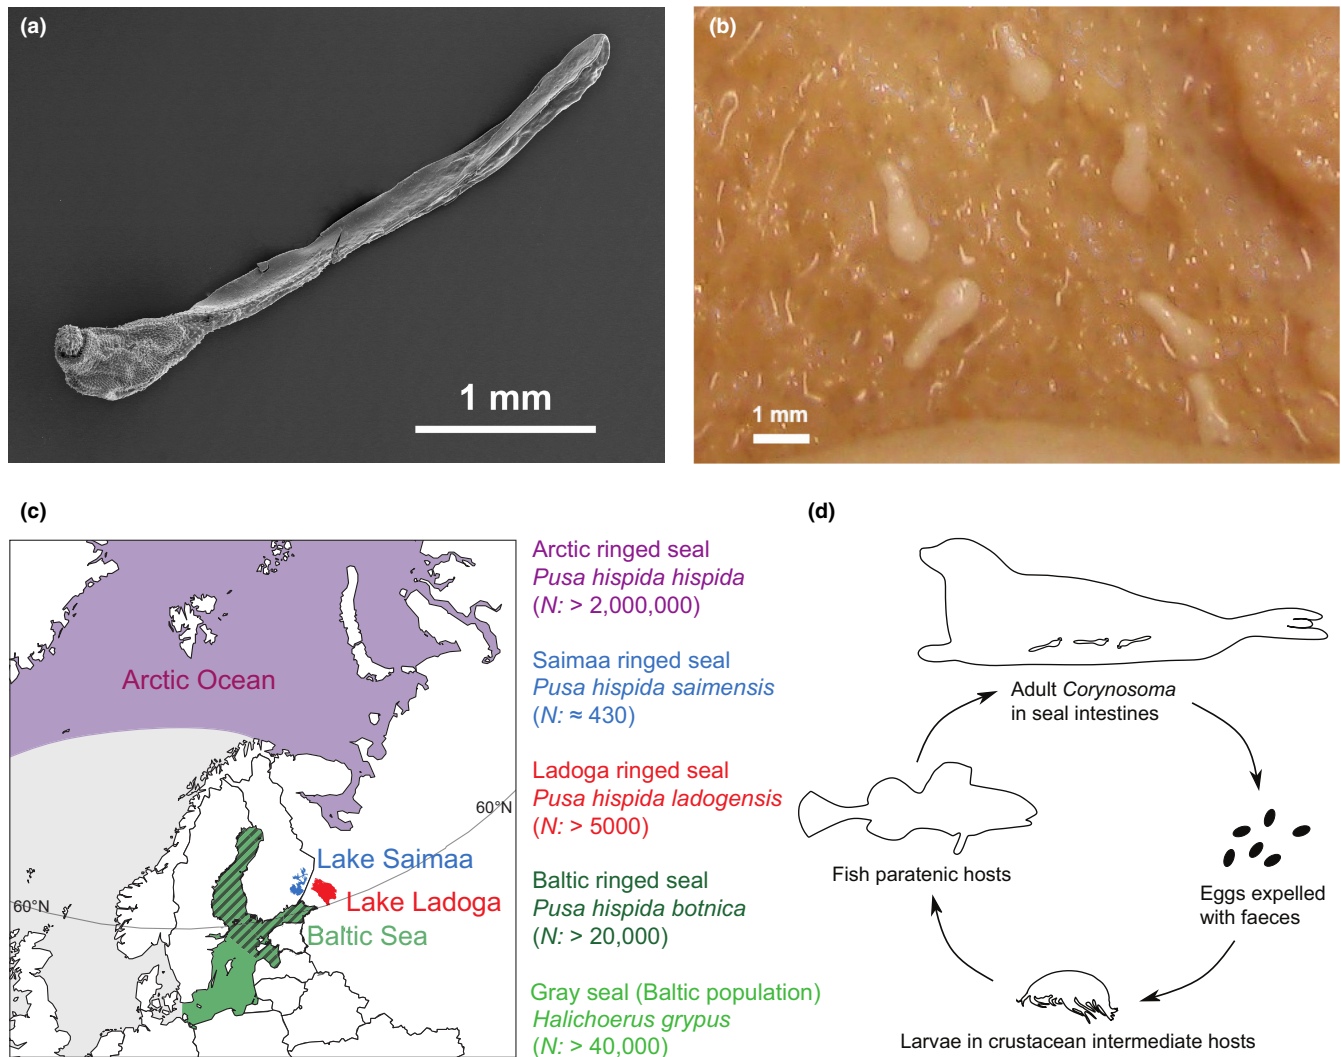 (a)
1 mm
(b)
1 mm
(c)
Arctic Ocean
60°N
Lake Saimaa
Lake Ladoga
60°N
Baltic Sea
Arctic ringed seal
Pusa hispida hispida
(N: > 2,000,000)
Saimaa ringed seal
Pusa hispida saimensis
(N: ≈ 430)
Ladoga ringed seal
Pusa hispida ladogensis
(N: > 5000)
Baltic ringed seal
Pusa hispida botnica
(N: > 20,000)
Gray seal (Baltic population)
Halichoerus grypus
(N: > 40,000)
(d)
Adult Corynosoma
in seal intestines
Fish paratenic hosts
Eggs expelled
with faeces
Larvae in crustacean intermediate hosts